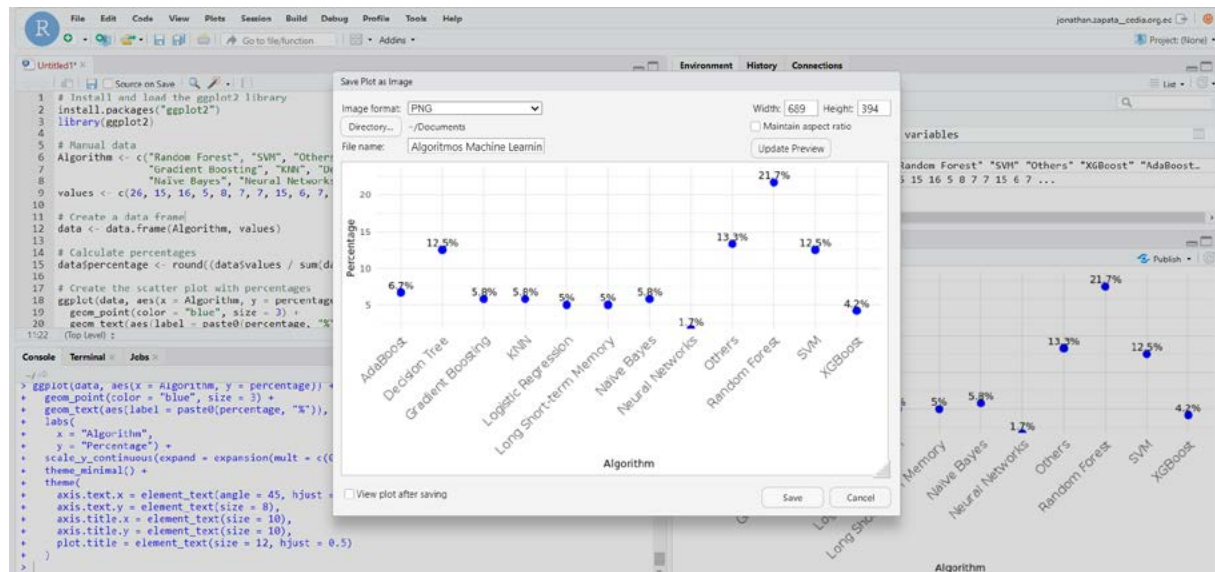 File Edit Code View Plots Session Build Debug Profile Tools Help
jonathan.zapata_cedia.org.ec
R
Go to file/function
Addins
Project: (None)
Untitled1*
Source on Save
1 # Install and load the ggplot2 library
2 install.packages("ggplot2")
3 library(ggplot2)
4
5 # Manual data
6 Algorithm <- c("Random Forest", "SVM", "Others
7 "Gradient Boosting", "KNN", "De
8 "Naïve Bayes", "Neural Networks
9 values <- c(26, 15, 16, 5, 8, 7, 7, 15, 6, 7,
10
11 # Create a data frame
12 data <- data.frame(Algorithm, values)
13
14 # Calculate percentages
15 data$percentage <- round((data$values / sum(da
16
17 # Create the scatter plot with percentages
18 ggplot(data, aes(x = Algorithm, y = percentage
19 geom_point(color = "blue", size = 3) +
20 geom_text(aes(label = paste0(percentage, "%"
11:22 (Top Level)
Console Terminal Jobs
> ggplot(data, aes(x = Algorithm, y = percentage)) +
+ geom_point(color = "blue", size = 3) +
+ geom_text(aes(label = paste0(percentage, "%")),
+ labs(
+ x = "Algorithm",
+ y = "Percentage") +
+ scale_y_continuous(expand = expansion(mult = c(0
+ theme_minimal() +
+ theme(
+ axis.text.x = element_text(angle = 45, hjust =
+ axis.text.y = element_text(size = 8),
+ axis.title.x = element_text(size = 10),
+ axis.title.y = element_text(size = 10),
+ plot.title = element_text(size = 12, hjust = 0.5)
+ )
>
Save Plot as Image
Image format: PNG
Width: 689 Height: 394
Directory... ~/Documents
Maintain aspect ratio
File name: Algoritmos Machine Learnin
Update Preview
Percentage
20
15
10
5
6.7%
12.5%
5.8%
5.8%
5%
5%
5.8%
1.7%
13.3%
21.7%
12.5%
4.2%
AdaBoost
Decision Tree
Gradient Boosting
KNN
Logistic Regression
Long Short-term Memory
Naïve Bayes
Neural Networks
Others
Random Forest
SVM
XGBoost
Algorithm
View plot after saving
Save Cancel
Environment History Connections
List
variables
Random Forest" "SVM" "Others" "XGBoost" "AdaBoost…
5 15 16 5 8 7 7 15 6 7 ...
Publish
5%
5.8%
1.7%
13.3%
21.7%
12.5%
4.2%
Long Sho
Memory
Naïve Bayes
Neural Networks
Others
Random Forest
SVM
XGBoost
Algorithm